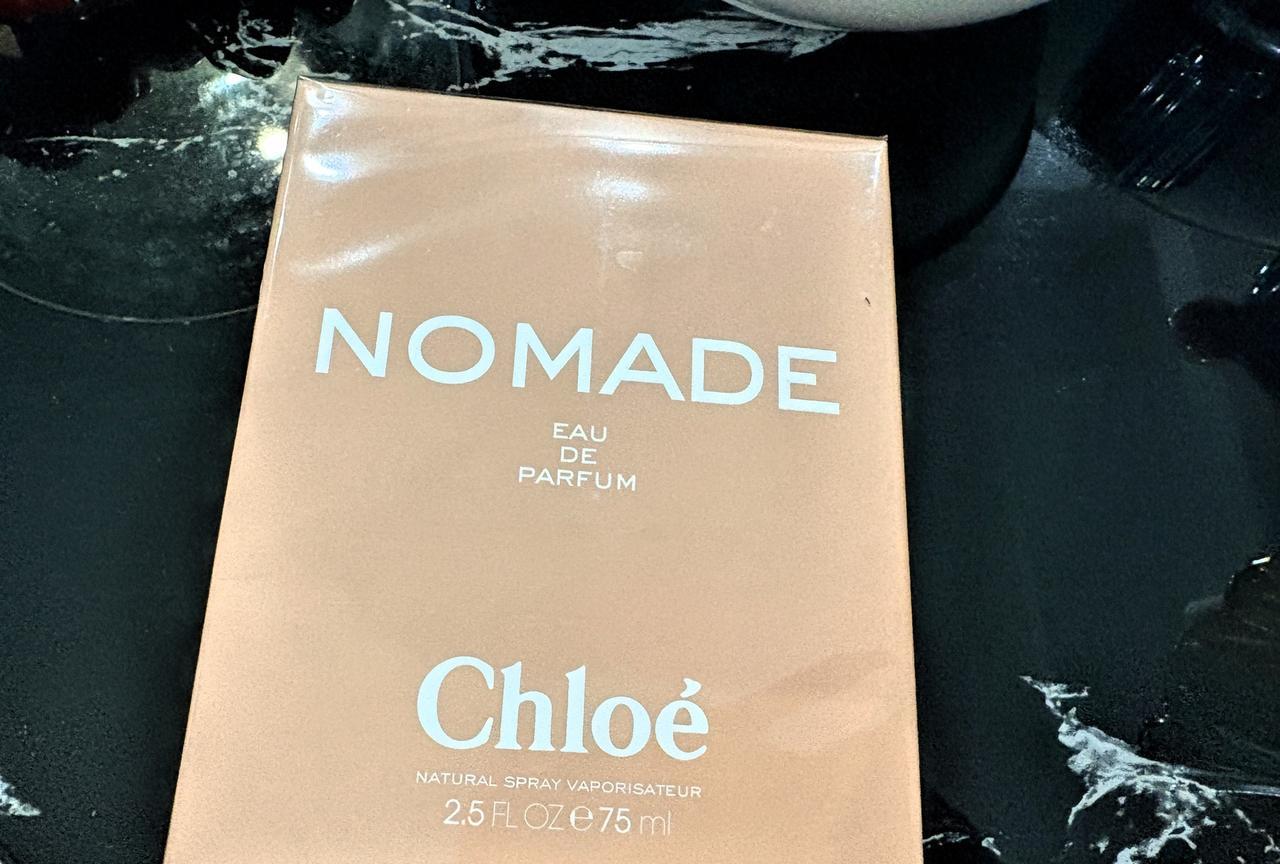 NOMADE
EAU
DE
PARFUM
Chloé
NATURAL SPRAY VAPORISATEUR
2.5 FL OZ ℮ 75 ml